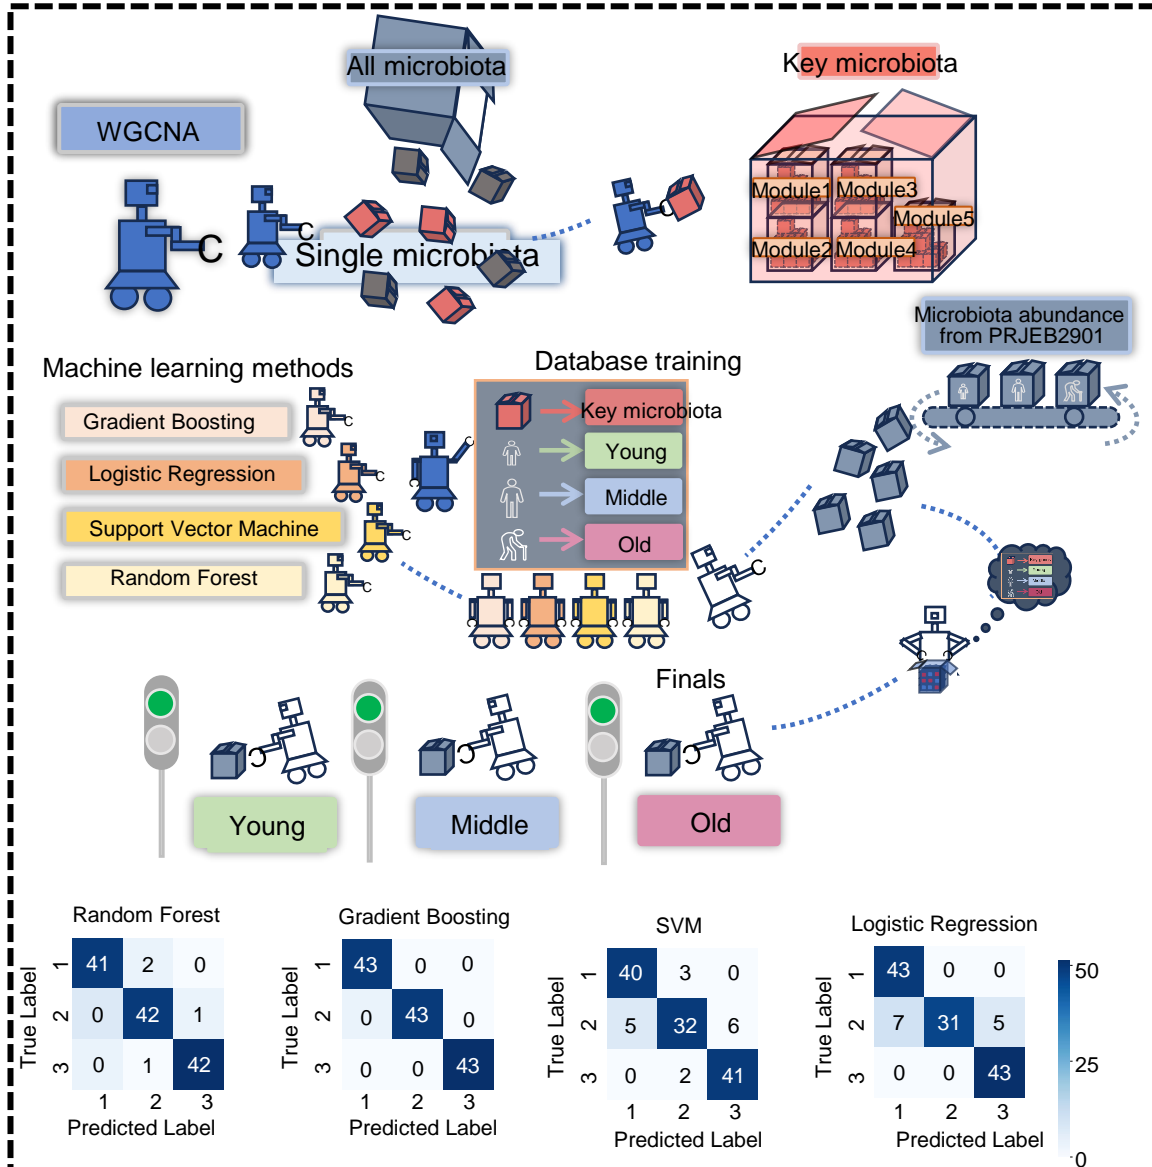 All microbiota
Key microbiota
WGCNA
Single microbiota
Module1
Module3
Module5
Module2
Module4
Microbiota abundance
from PRJEB2901
Machine learning methods
Gradient Boosting
Logistic Regression
Support Vector Machine
Random Forest
Database training
Key microbiota
Young
Middle
Old
Finals
Young
Middle
Old
Random Forest
True Label
1
2
3
41 2 0
0 42 1
0 1 42
1 2 3
Predicted Label
Gradient Boosting
True Label
1
2
3
43 0 0
0 43 0
0 0 43
1 2 3
Predicted Label
SVM
True Label
1
2
3
40 3 0
5 32 6
0 2 41
1 2 3
Predicted Label
Logistic Regression
True Label
1
2
3
43 0 0
7 31 5
0 0 43
1 2 3
Predicted Label
50
25
0